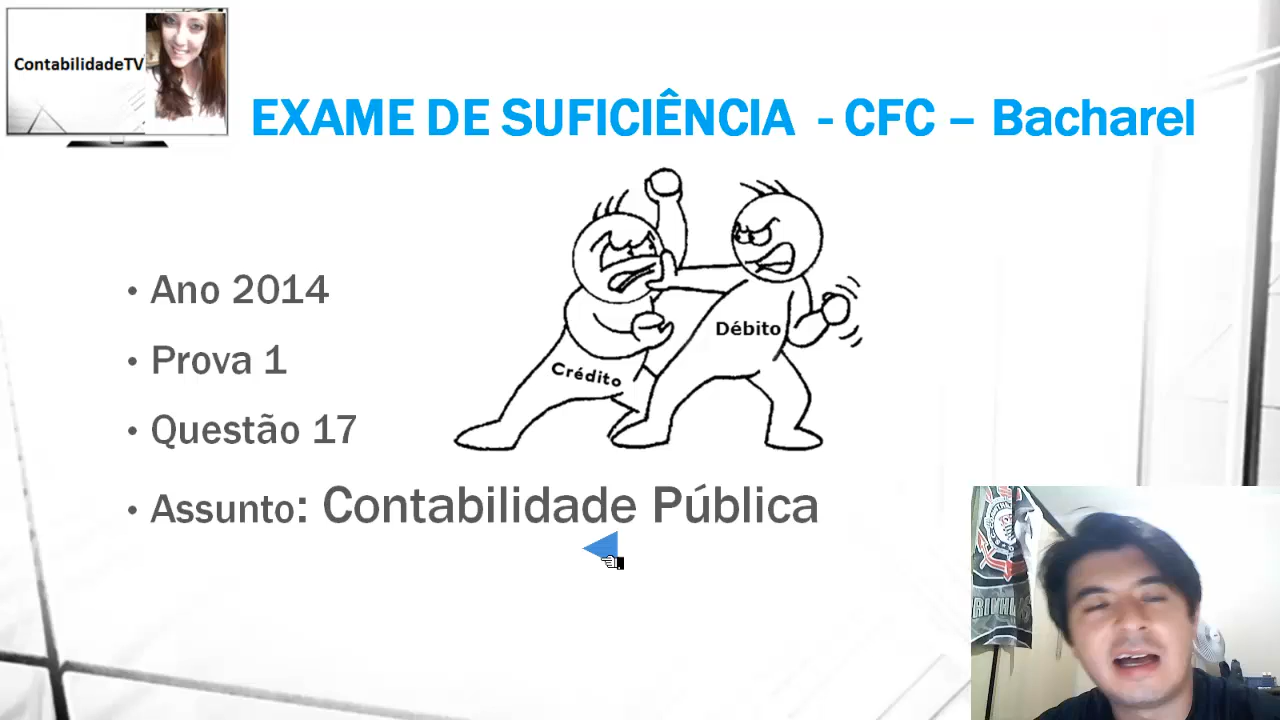 ContabilidadeTV
EXAME DE SUFICIÊNCIA - CFC – Bacharel
• Ano 2014
• Prova 1
• Questão 17
• Assunto: Contabilidade Pública
Crédito
Débito